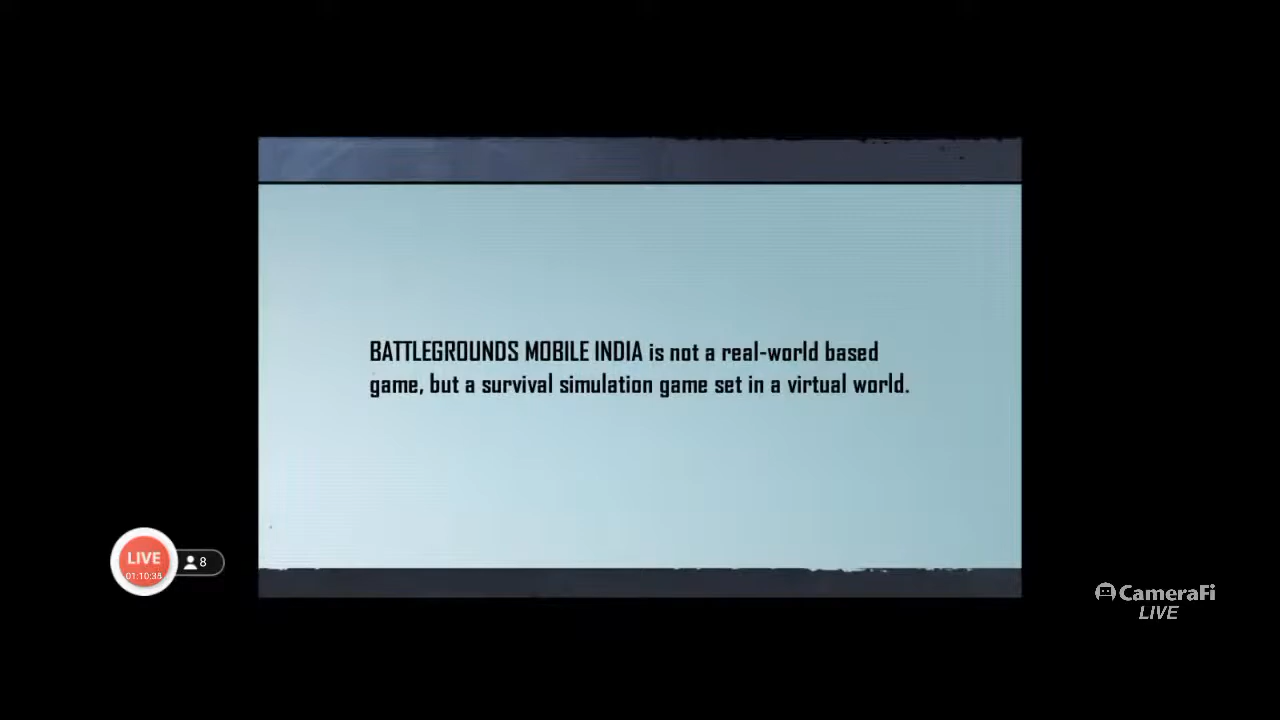 BATTLEGROUNDS MOBILE INDIA is not a real-world based
game, but a survival simulation game set in a virtual world.
LIVE
01:10:38
8
CameraFi
LIVE